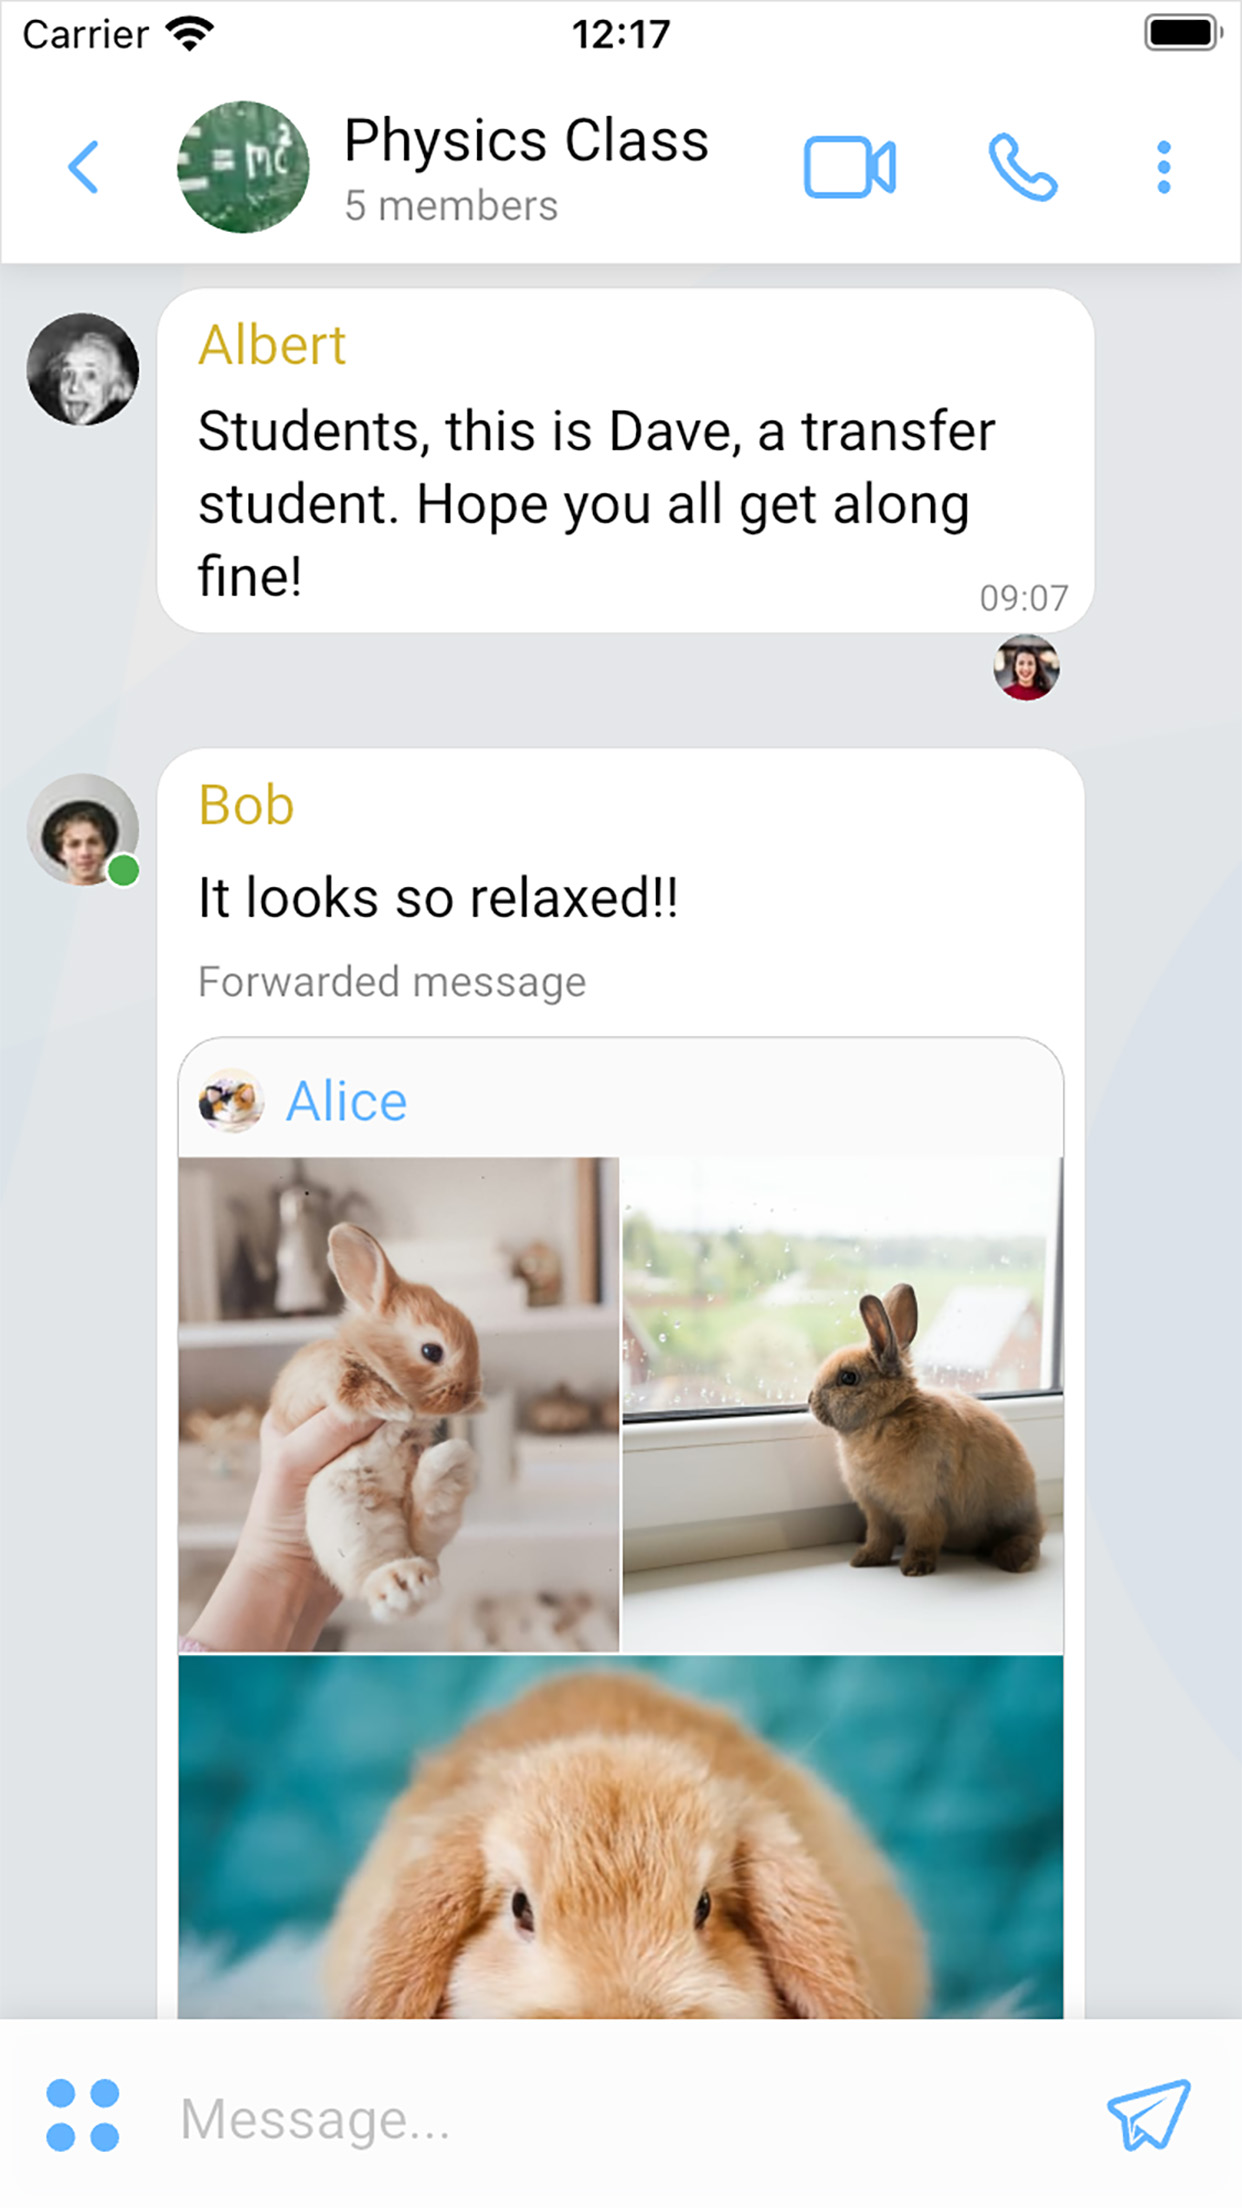 Carrier
12:17
Physics Class
5 members
Albert
Students, this is Dave, a transfer
student. Hope you all get along
fine!
09:07
Bob
It looks so relaxed!!
Forwarded message
Alice
Message...